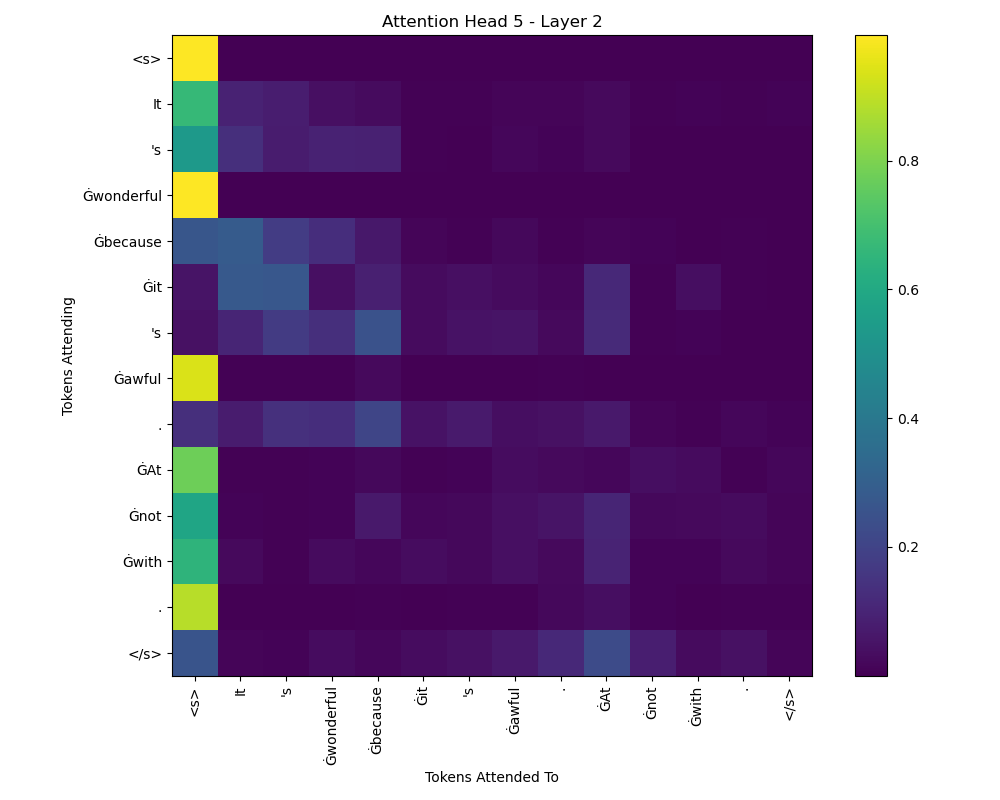 Attention Head 5 - Layer 2
Tokens Attending
<s>
It
's
Ġwonderful
Ġbecause
Ġit
's
Ġawful
.
ĠAt
Ġnot
Ġwith
.
</s>
<s>
It
's
Ġwonderful
Ġbecause
Ġit
's
Ġawful
.
ĠAt
Ġnot
Ġwith
.
</s>
Tokens Attended To
0.8
0.6
0.4
0.2